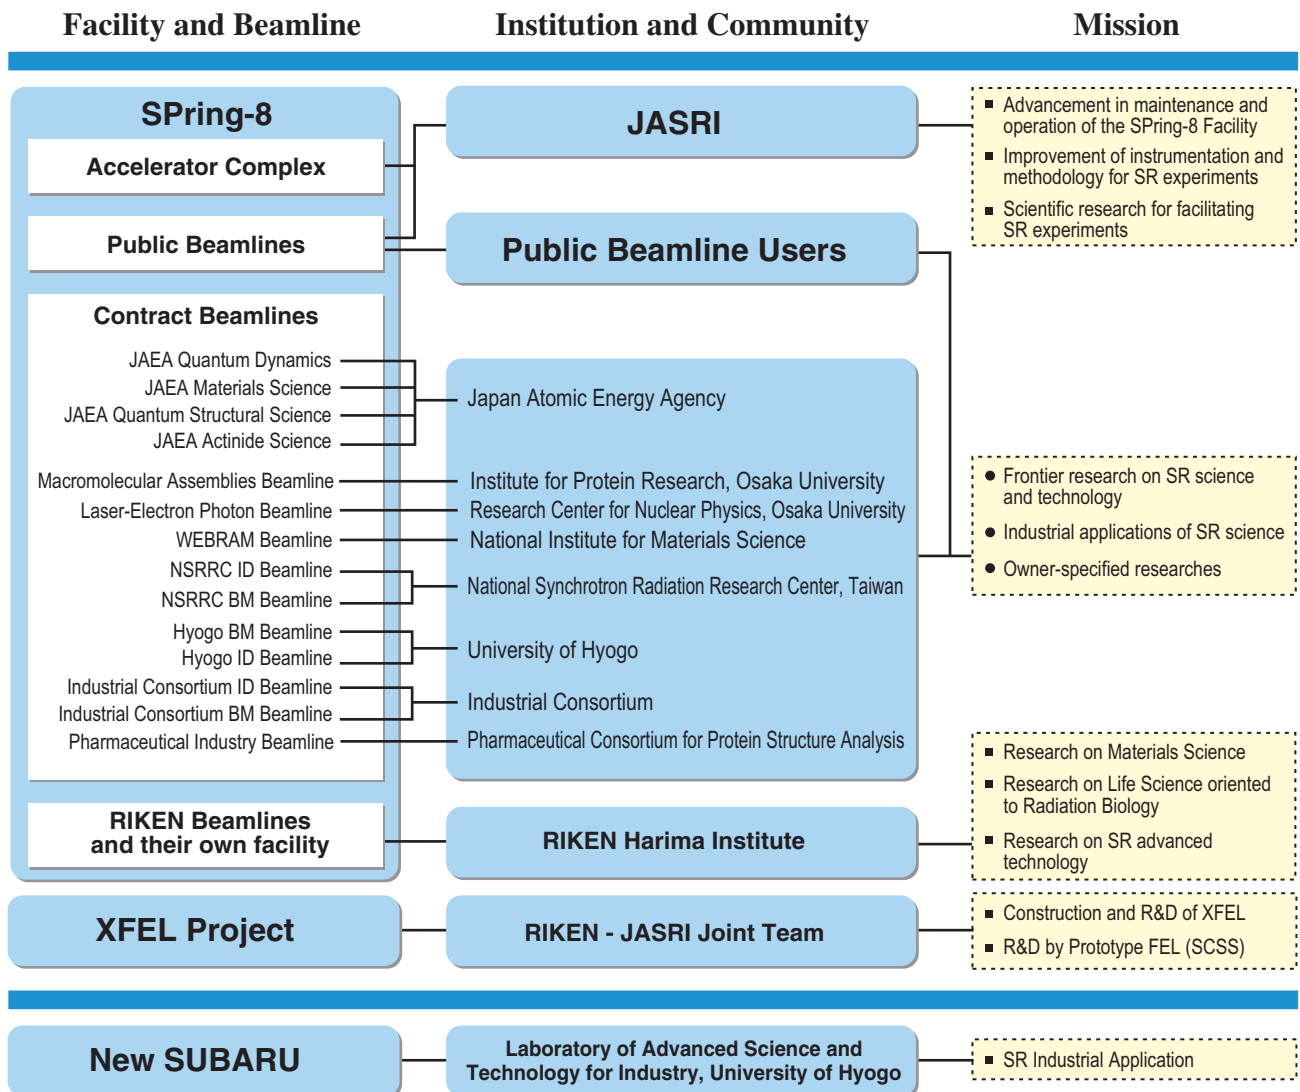 Facility and Beamline
Institution and Community
Mission
SPring-8
Accelerator Complex
Public Beamlines
Contract Beamlines
JAEA Quantum Dynamics
JAEA Materials Science
JAEA Quantum Structural Science
JAEA Actinide Science
Macromolecular Assemblies Beamline
Laser-Electron Photon Beamline
WEBRAM Beamline
NSRRC ID Beamline
NSRRC BM Beamline
Hyogo BM Beamline
Hyogo ID Beamline
Industrial Consortium ID Beamline
Industrial Consortium BM Beamline
Pharmaceutical Industry Beamline
RIKEN Beamlines
and their own facility
JASRI
Public Beamline Users
Japan Atomic Energy Agency
Institute for Protein Research, Osaka University
Research Center for Nuclear Physics, Osaka University
National Institute for Materials Science
National Synchrotron Radiation Research Center, Taiwan
University of Hyogo
Industrial Consortium
Pharmaceutical Consortium for Protein Structure Analysis
RIKEN Harima Institute
■ Advancement in maintenance and
operation of the SPring-8 Facility
■ Improvement of instrumentation and
methodology for SR experiments
■ Scientific research for facilitating
SR experiments
● Frontier research on SR science
and technology
● Industrial applications of SR science
● Owner-specified researches
■ Research on Materials Science
■ Research on Life Science oriented
to Radiation Biology
■ Research on SR advanced
technology
XFEL Project
RIKEN - JASRI Joint Team
■ Construction and R&D of XFEL
■ R&D by Prototype FEL (SCSS)
New SUBARU
Laboratory of Advanced Science and
Technology for Industry, University of Hyogo
■ SR Industrial Application